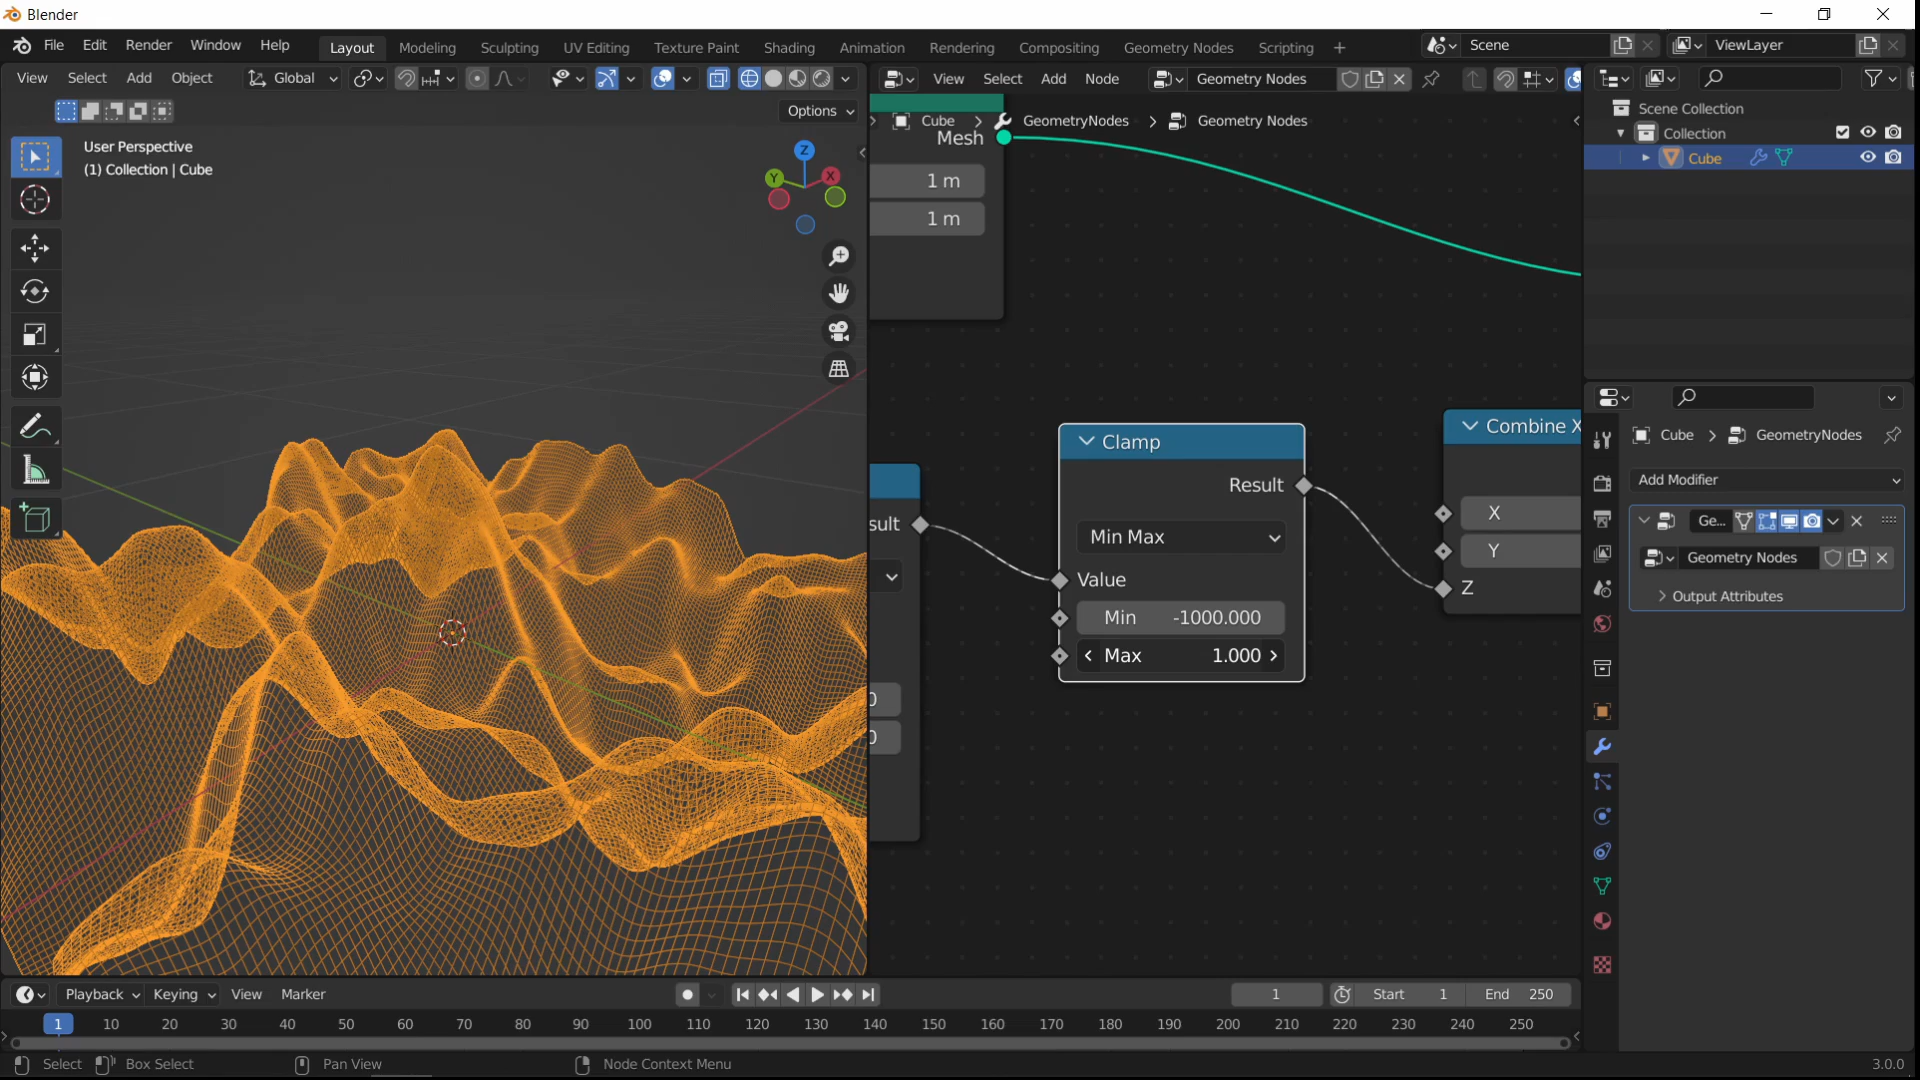 Blender
File Edit Render Window Help
Layout Modeling Sculpting UV Editing Texture Paint Shading Animation Rendering Compositing Geometry Nodes Scripting +
Scene
ViewLayer
View Select Add Object
Global
View Select Add Node
Geometry Nodes
Options
User Perspective
(1) Collection | Cube
Z
Y
X
Cube > GeometryNodes > Geometry Nodes
Mesh
1 m
1 m
Scene Collection
Collection
Cube
Clamp
Result
Min Max
Value
Min -1000.000
Max 1.000
sult
0
0
Combine X
X
Y
Z
Cube > GeometryNodes
Add Modifier
Ge...
Geometry Nodes
Output Attributes
Playback Keying View Marker
1
Start 1
End 250
1 10 20 30 40 50 60 70 80 90 100 110 120 130 140 150 160 170 180 190 200 210 220 230 240 250
Select Box Select Pan View Node Context Menu
3.0.0